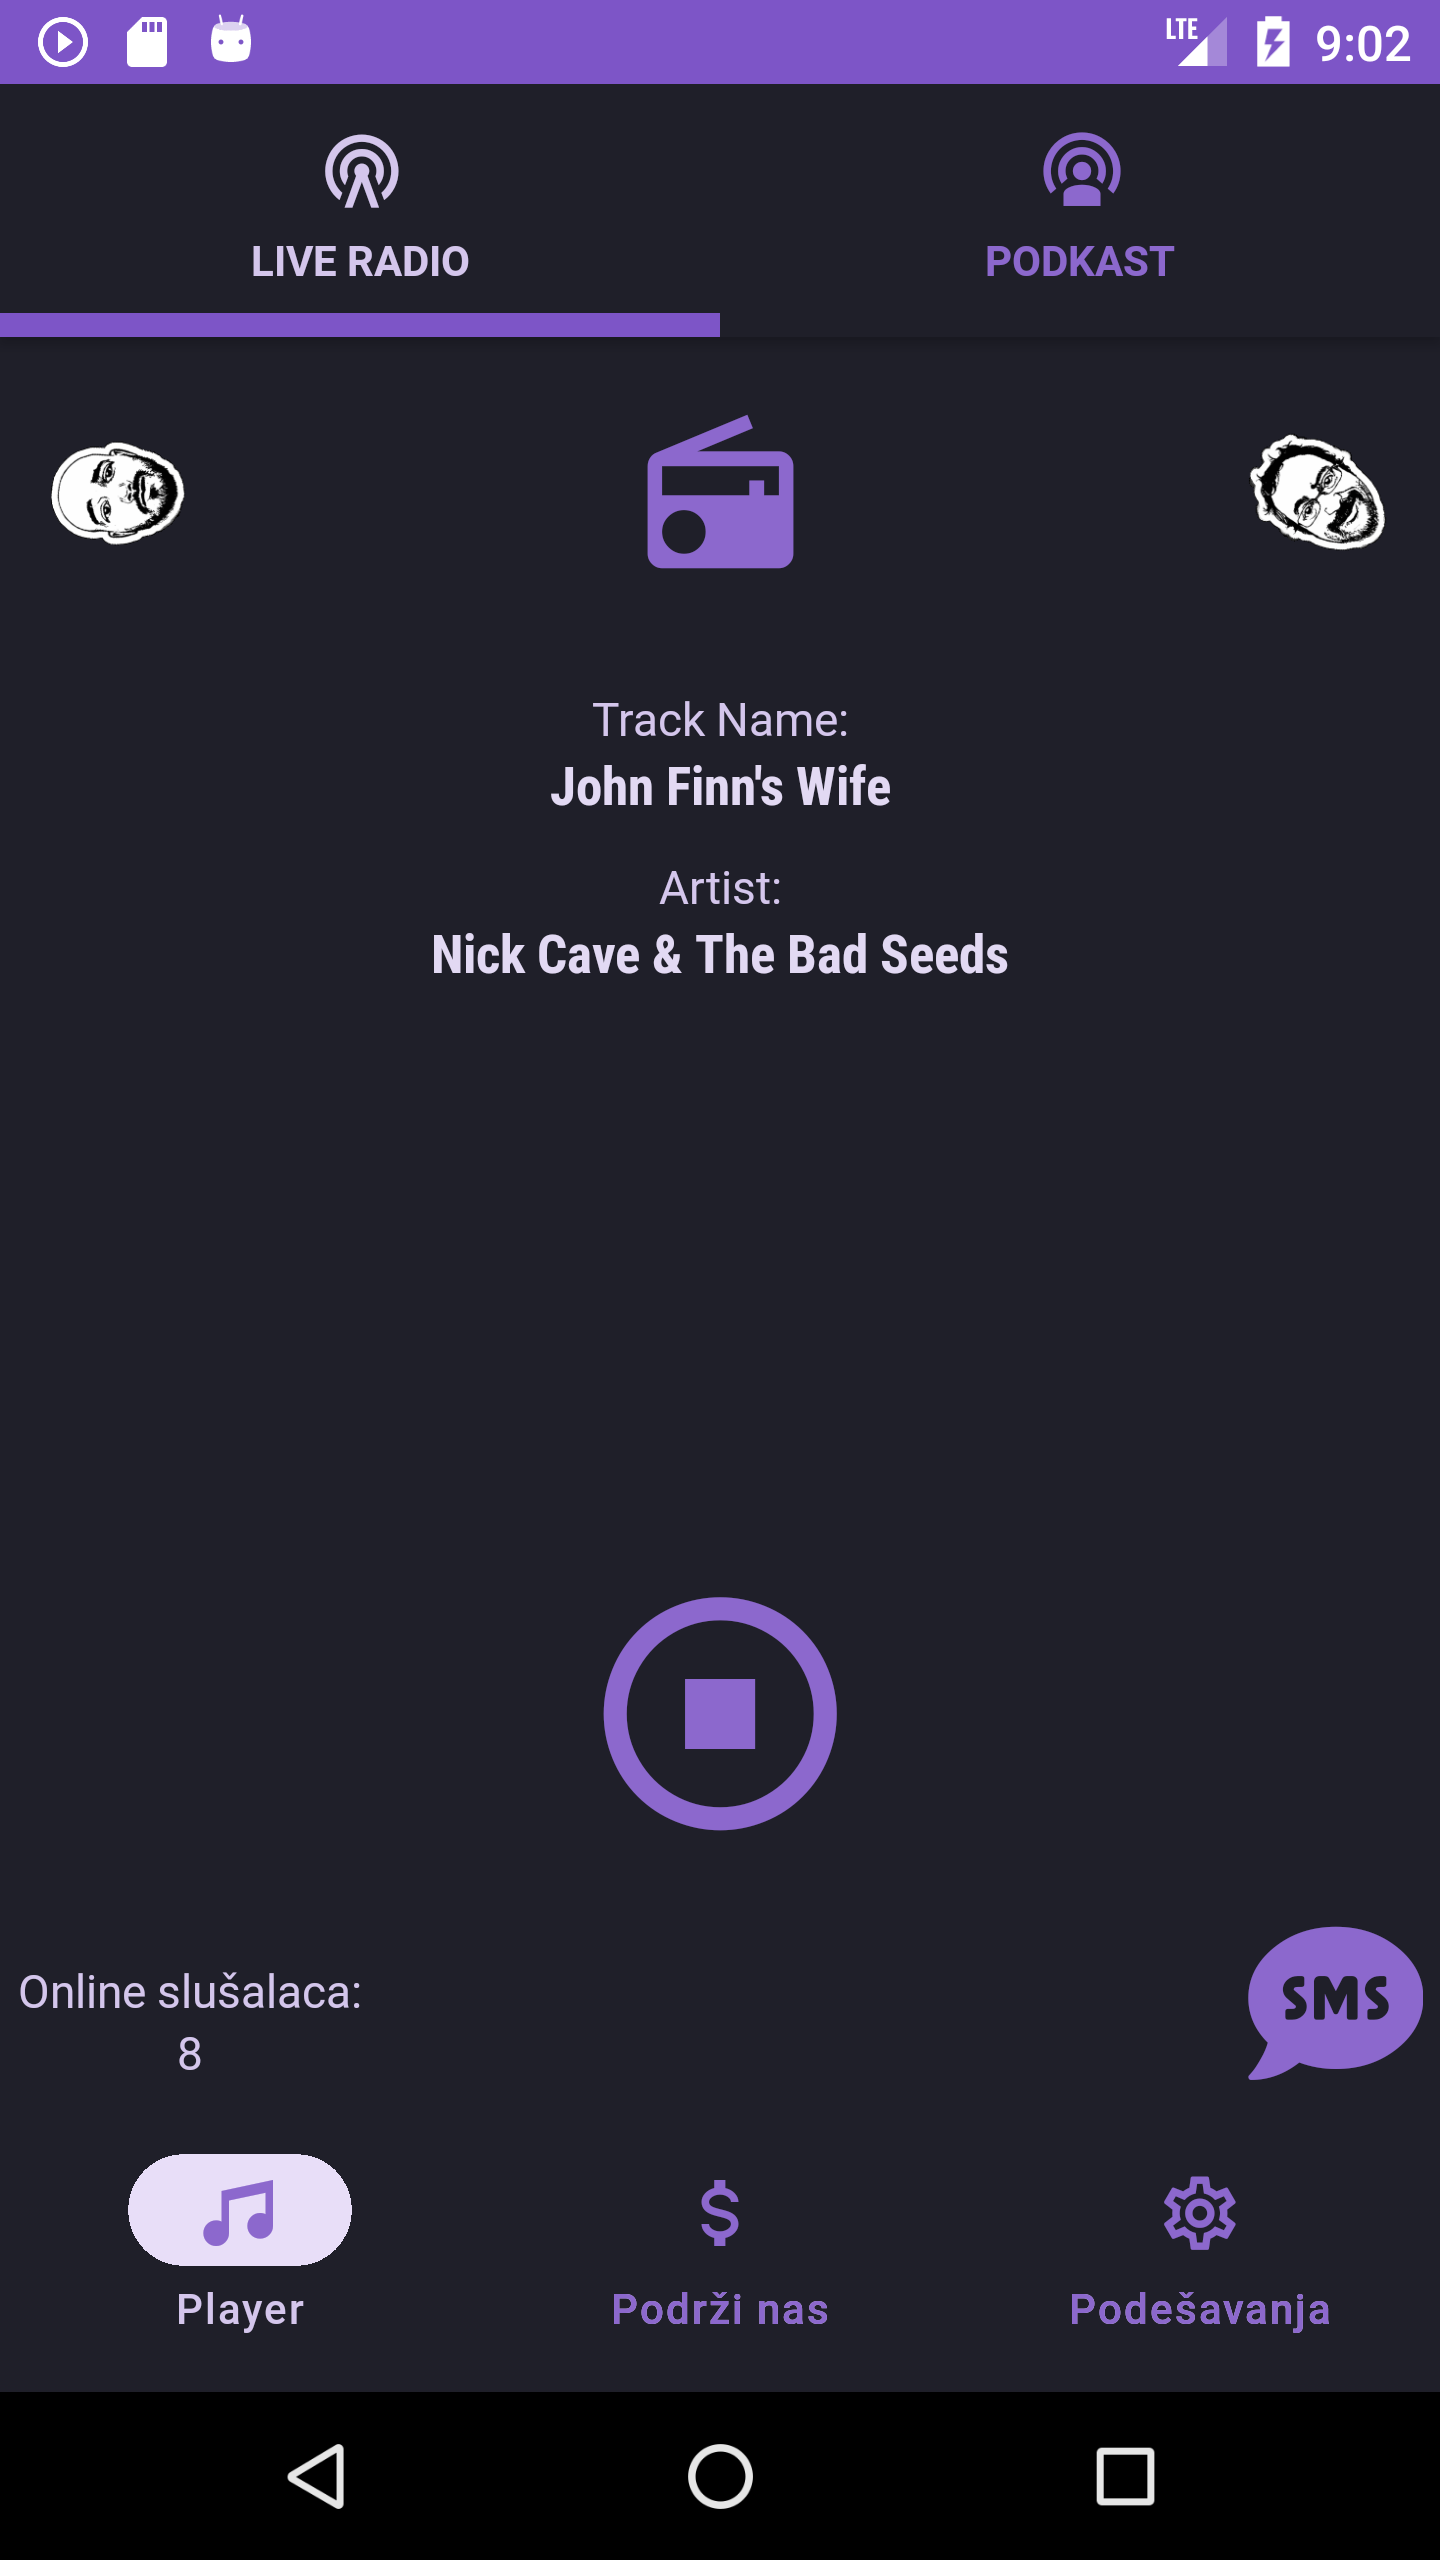 LTE 9:02
LIVE RADIO
PODKAST
Track Name:
John Finn's Wife
Artist:
Nick Cave & The Bad Seeds
Online slušalaca:
8
SMS
Player
Podrži nas
Podešavanja